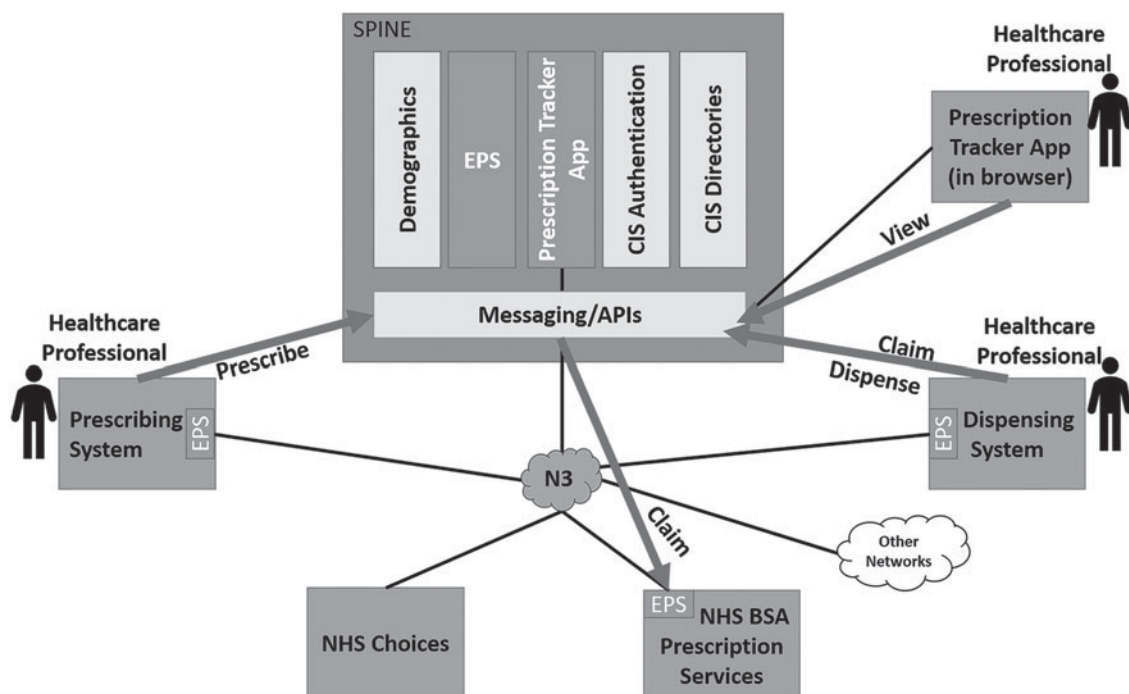 SPINE
Demographics
EPS
Prescription Tracker
App
CIS Authentication
CIS Directories
Messaging/APIs
Healthcare
Professional
Prescription
Tracker App
(in browser)
View
Healthcare
Professional
Prescribe
Prescribing
System
EPS
Claim
Dispense
Healthcare
Professional
EPS
Dispensing
System
N3
Claim
Other
Networks
NHS Choices
EPS
NHS BSA
Prescription
Services